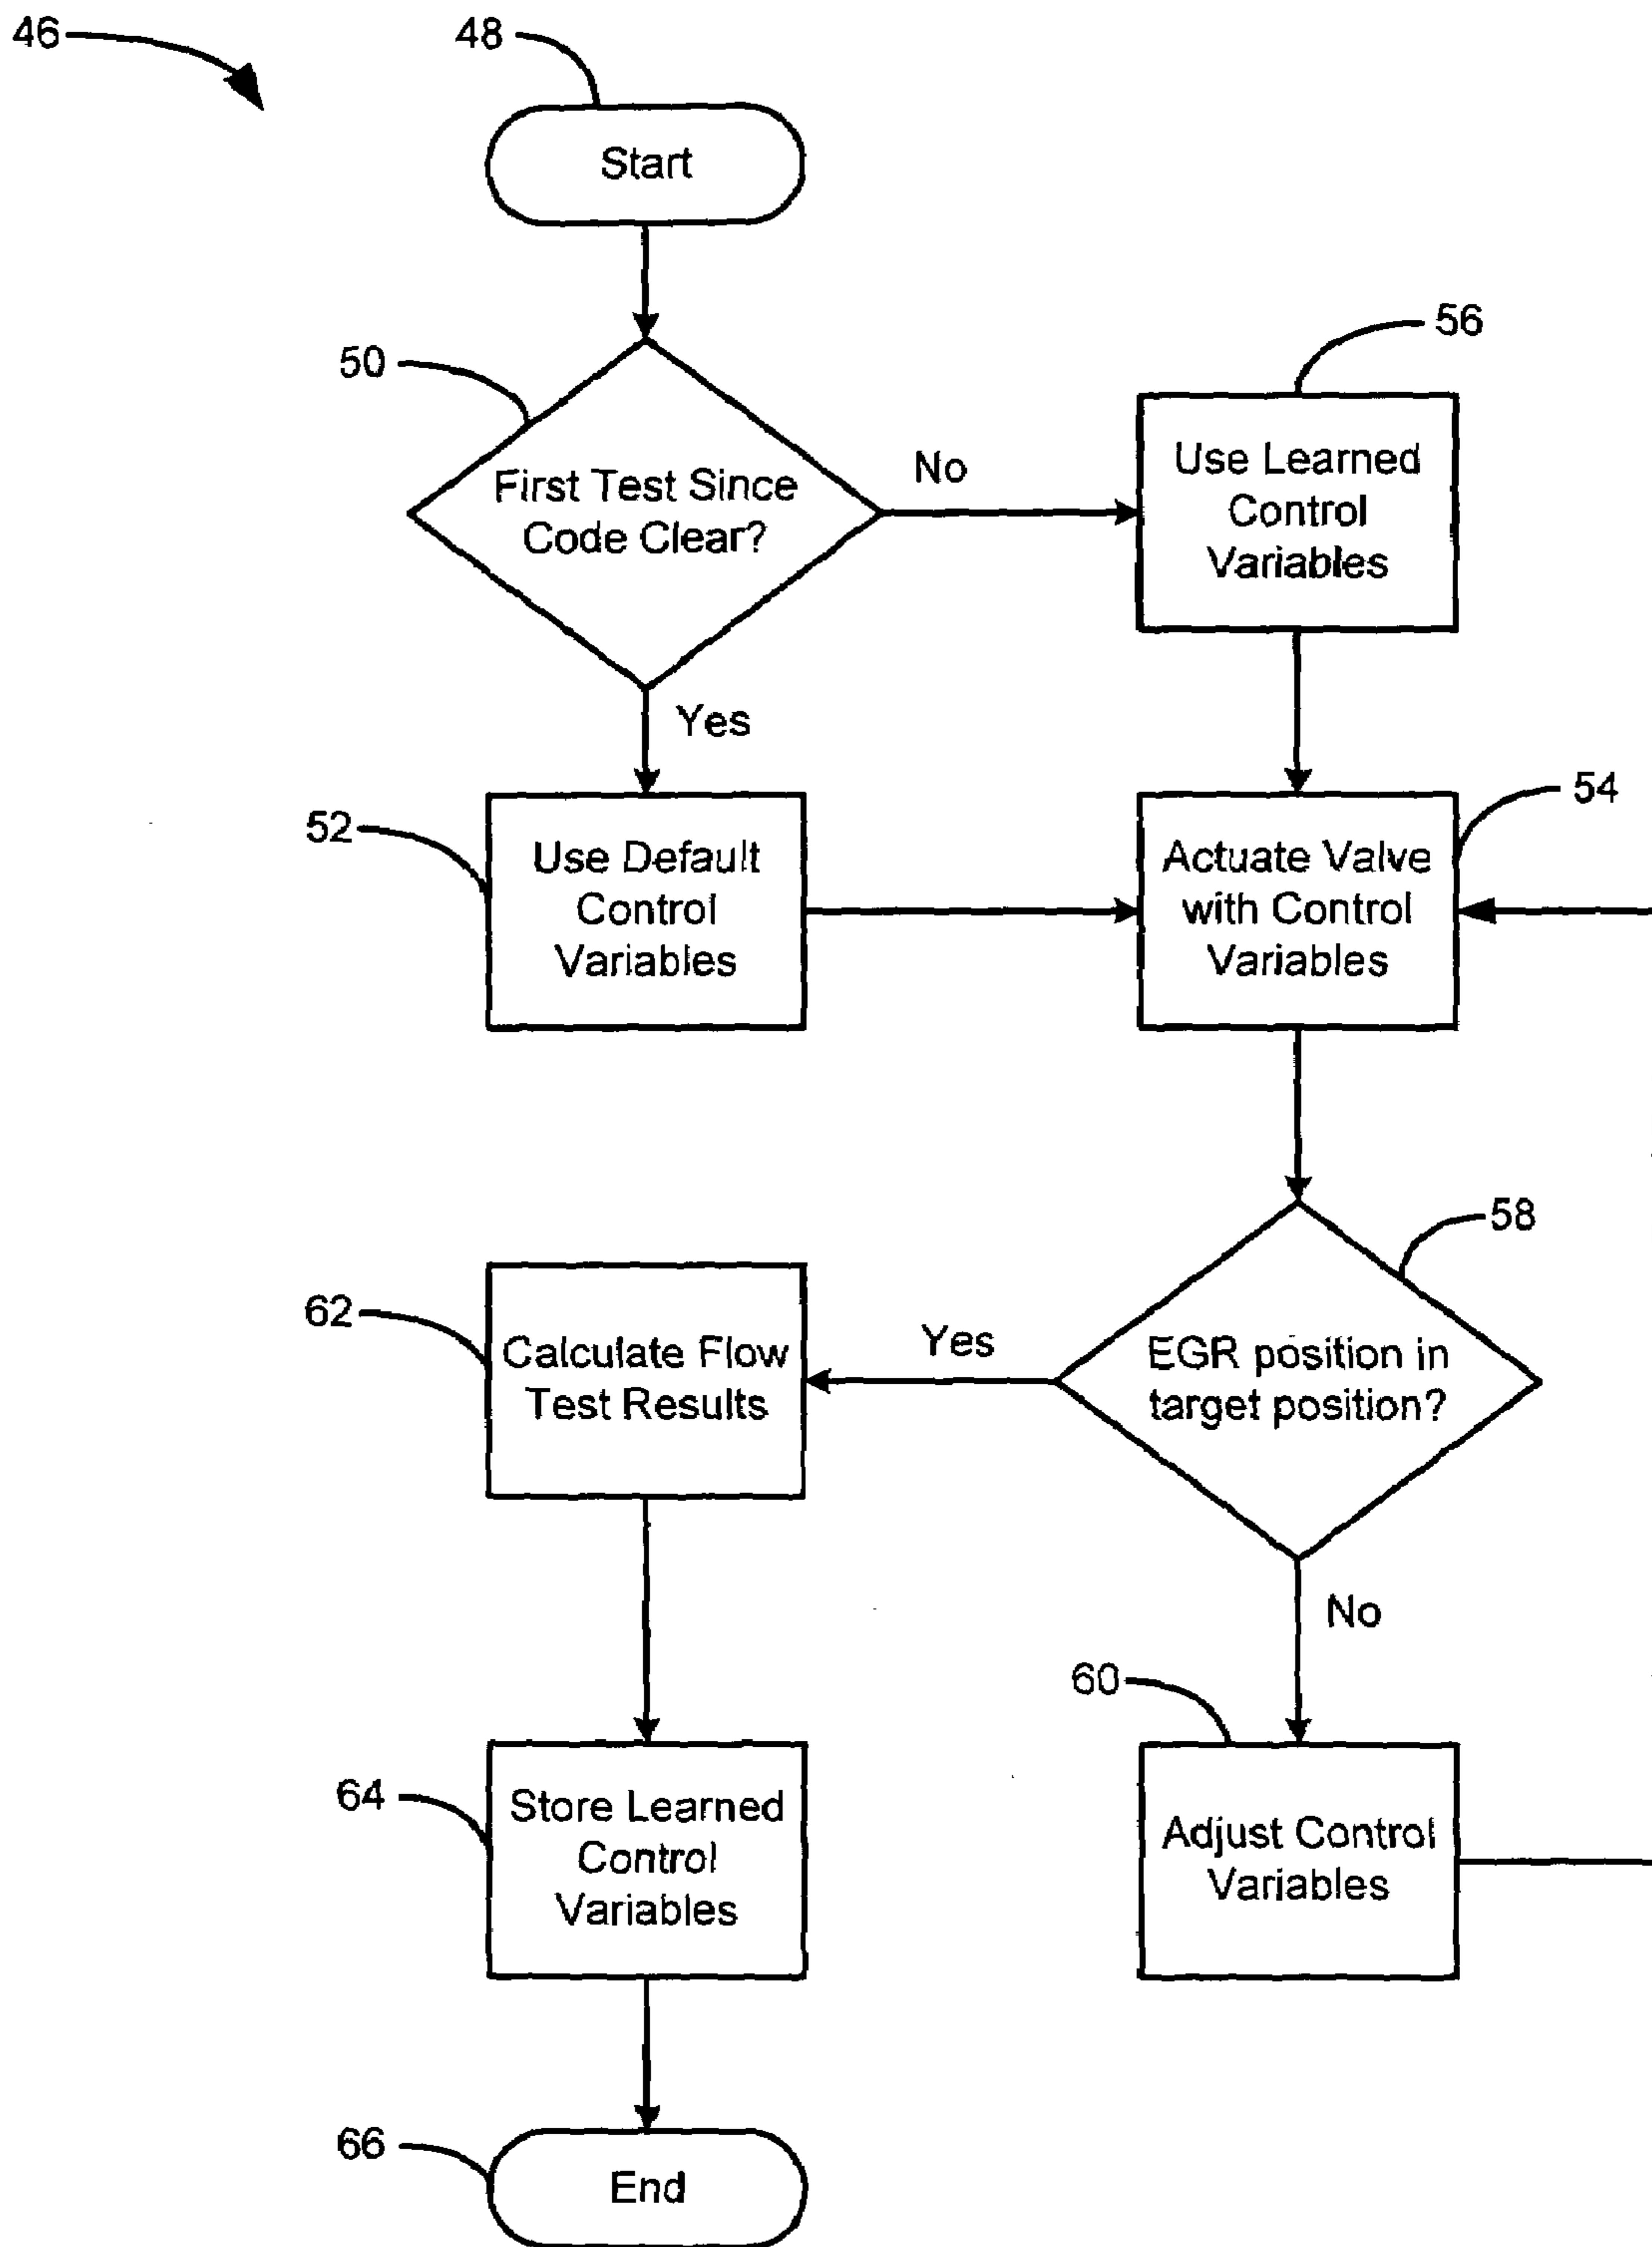 46
48
Start
50
First Test Since
Code Clear?
No
56
Use Learned
Control
Variables
Yes
52
Use Default
Control
Variables
54
Actuate Valve
with Control
Variables
58
EGR position in
target position?
Yes
62
Calculate Flow
Test Results
No
60
Adjust Control
Variables
64
Store Learned
Control
Variables
66
End